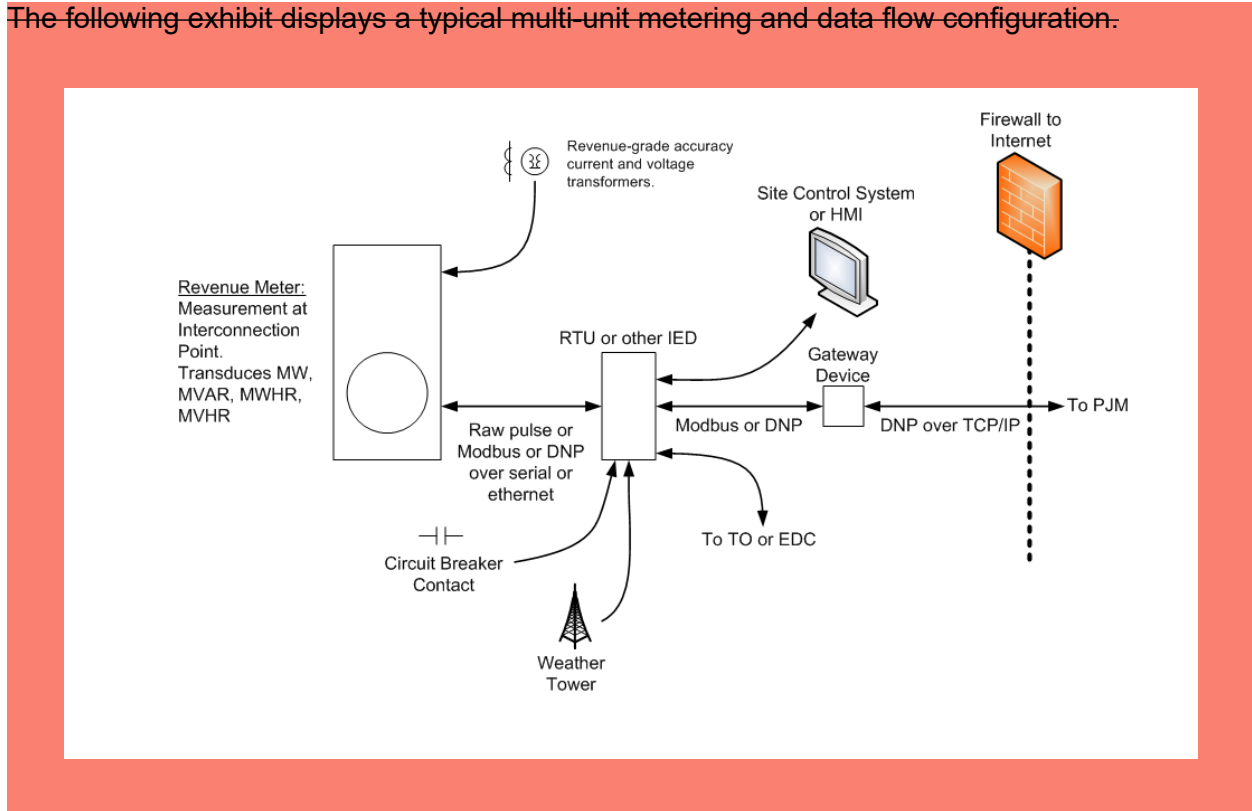 The following exhibit displays a typical multi-unit metering and data flow configuration.
Revenue-grade accuracy
current and voltage
transformers.
Firewall to
Internet
Site Control System
or HMI
Revenue Meter:
Measurement at
Interconnection
Point.
Transduces MW,
MVAR, MWHR,
MVHR
RTU or other IED
Gateway
Device
Raw pulse or
Modbus or DNP
over serial or
ethernet
Modbus or DNP
DNP over TCP/IP
To PJM
To TO or EDC
Circuit Breaker
Contact
Weather
Tower